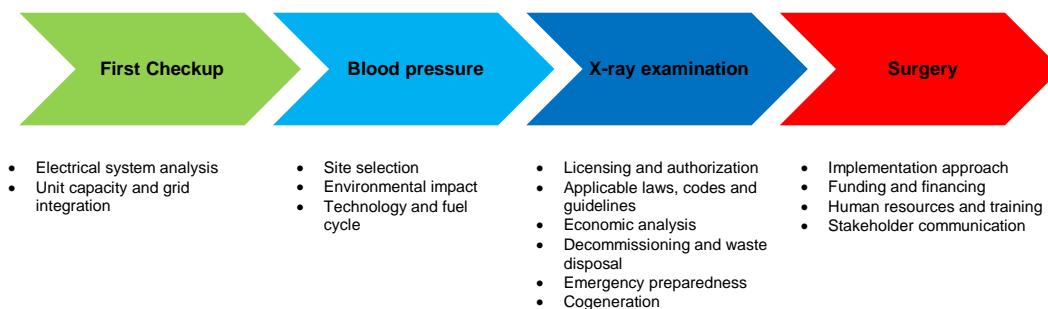 First Checkup
Blood pressure
X-ray examination
Surgery
• Electrical system analysis
• Unit capacity and grid
integration
• Site selection
• Environmental impact
• Technology and fuel
cycle
• Licensing and authorization
• Applicable laws, codes and
guidelines
• Economic analysis
• Decommissioning and waste
disposal
• Emergency preparedness
• Cogeneration
• Implementation approach
• Funding and financing
• Human resources and training
• Stakeholder communication